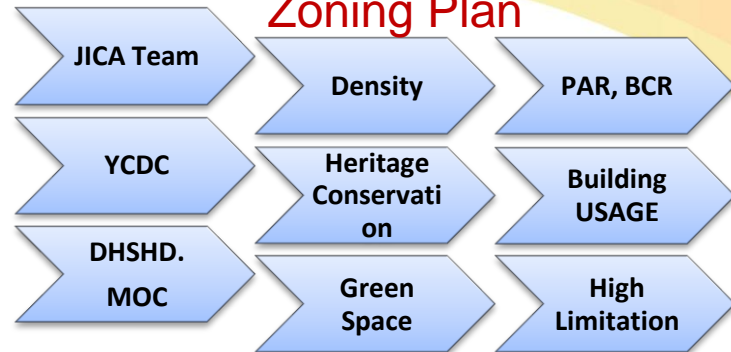 Zoning Plan
JICA Team
Density
PAR, BCR
YCDC
Heritage
Conservati
on
Building
USAGE
DHSHD.
MOC
Green
Space
High
Limitation